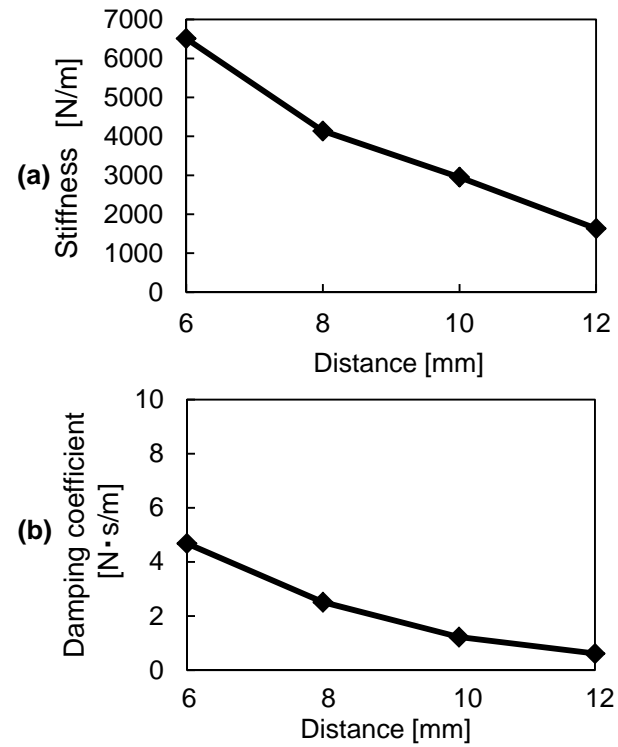 (a)
Stiffness [N/m]
7000
6000
5000
4000
3000
2000
1000
0
6 8 10 12
Distance [mm]
(b)
Damping coefficient
[N・s/m]
10
8
6
4
2
0
6 8 10 12
Distance [mm]